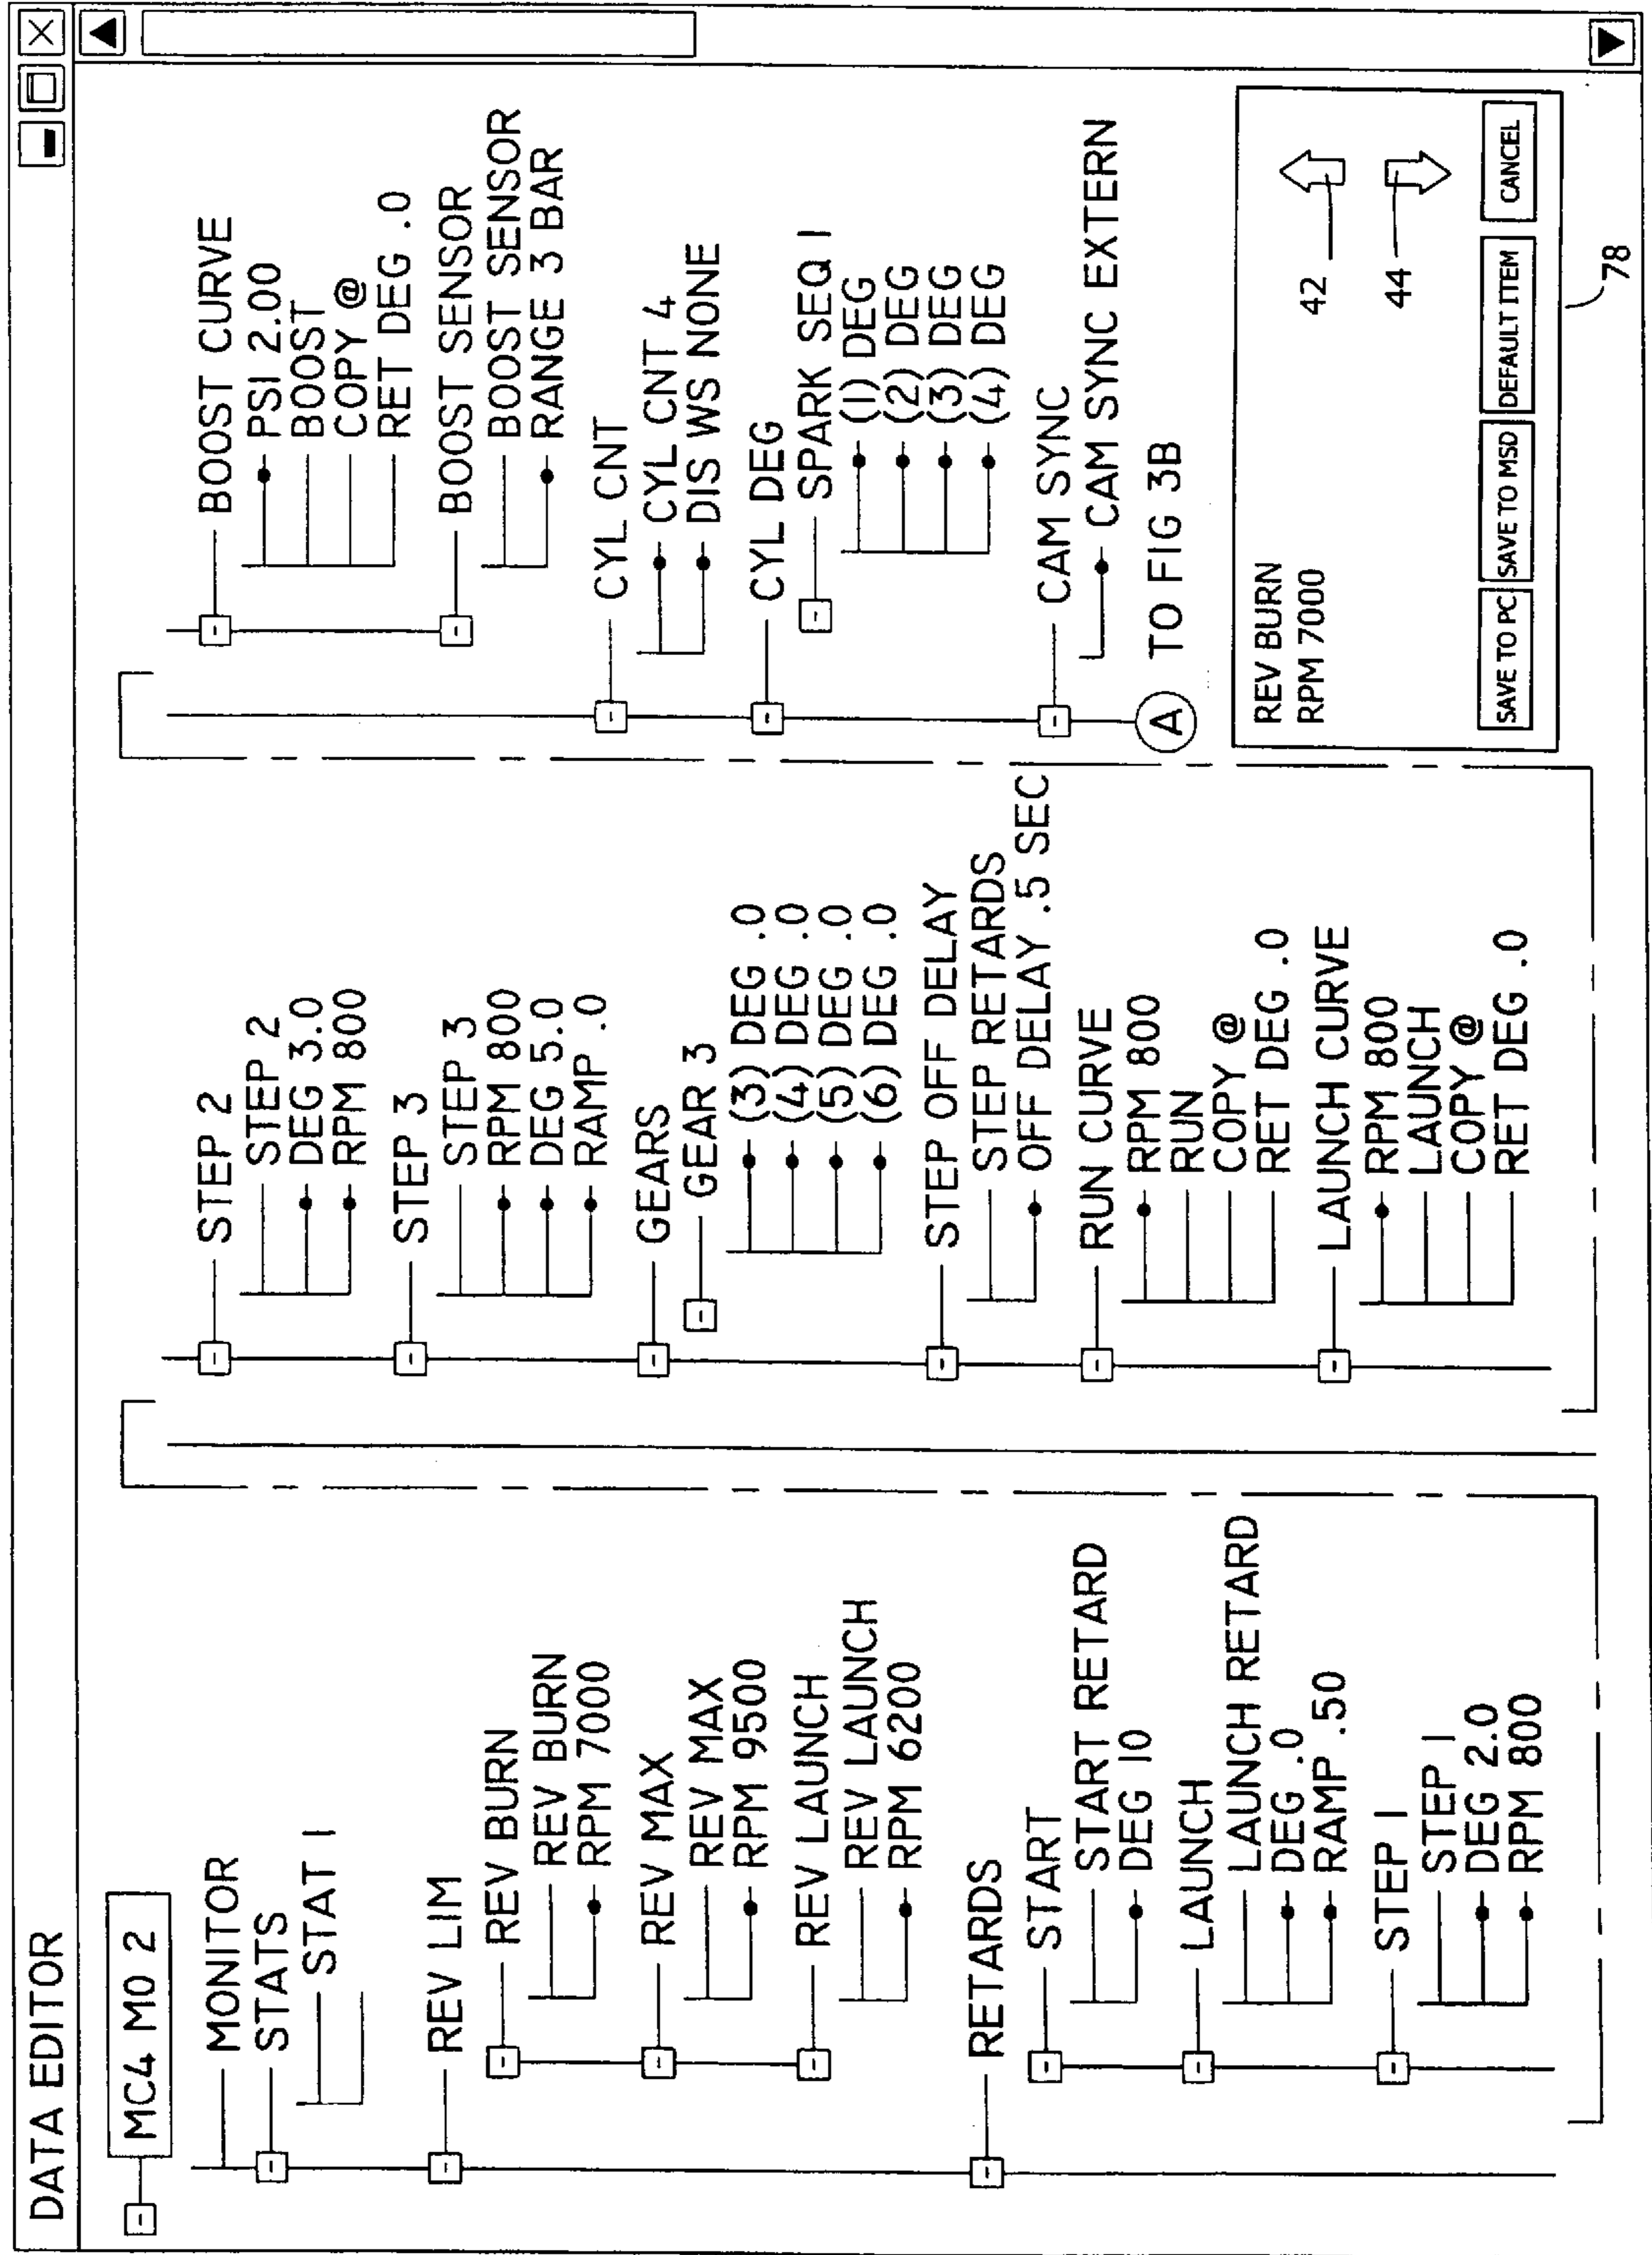 DATA EDITOR
MC4 M0 2
MONITOR
STATS
STAT 1
REV LIM
REV BURN
REV BURN
RPM 7000
REV MAX
REV MAX
RPM 9500
REV LAUNCH
REV LAUNCH
RPM 6200
RETARDS
START
START RETARD
DEG 10
LAUNCH
LAUNCH RETARD
DEG .0
RAMP .50
STEP 1
STEP 1
DEG 2.0
RPM 800
STEP 2
STEP 2
DEG 3.0
RPM 800
STEP 3
STEP 3
RPM 800
DEG 5.0
RAMP .0
GEARS
GEAR 3
(3) DEG .0
(4) DEG .0
(5) DEG .0
(6) DEG .0
STEP OFF DELAY
STEP RETARDS
OFF DELAY .5 SEC
RUN CURVE
RPM 800
RUN
COPY @
RET DEG .0
LAUNCH CURVE
RPM 800
LAUNCH
COPY @
RET DEG .0
BOOST CURVE
PSI 2.00
BOOST
COPY @
RET DEG .0
BOOST SENSOR
BOOST SENSOR
RANGE 3 BAR
CYL CNT
CYL CNT 4
DIS WS NONE
CYL DEG
SPARK SEQ 1
(1) DEG
(2) DEG
(3) DEG
(4) DEG
CAM SYNC
CAM SYNC EXTERN
A TO FIG 3B
REV BURN
RPM 7000
42
44
SAVE TO PC SAVE TO MSD DEFAULT ITEM CANCEL
78